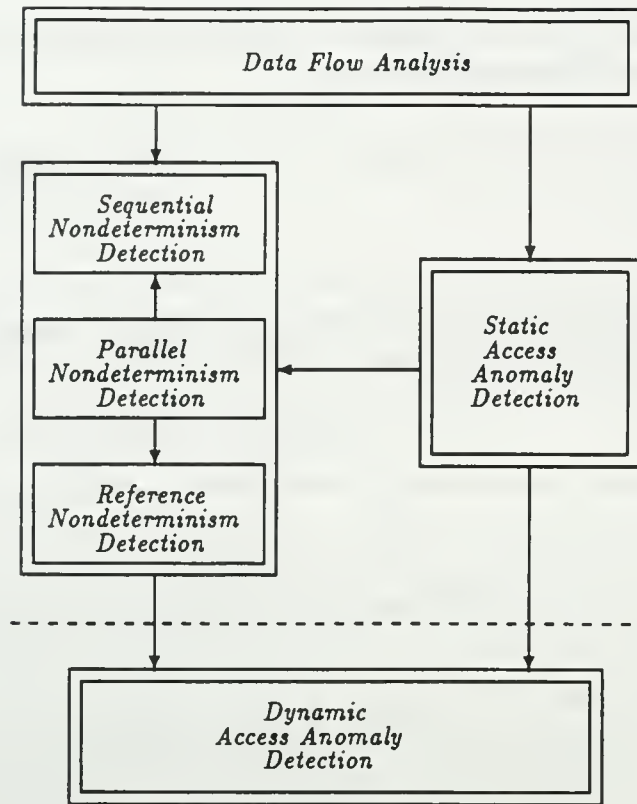 Data Flow Analysis
Sequential
Nondeterminism
Detection
Parallel
Nondeterminism
Detection
Static
Access
Anomaly
Detection
Reference
Nondeterminism
Detection
Dynamic
Access Anomaly
Detection